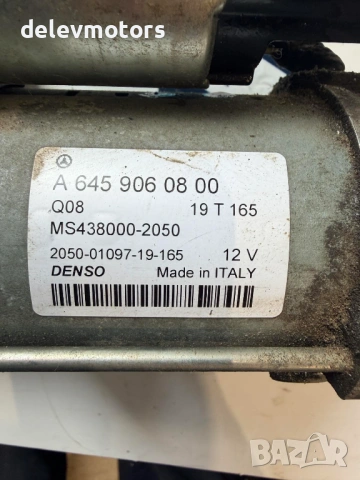 delevmotors
A 645 906 08 00
Q08 19 T 165
MS438000-2050
2050-01097-19-165 12 V
DENSO Made in ITALY
BAZAR